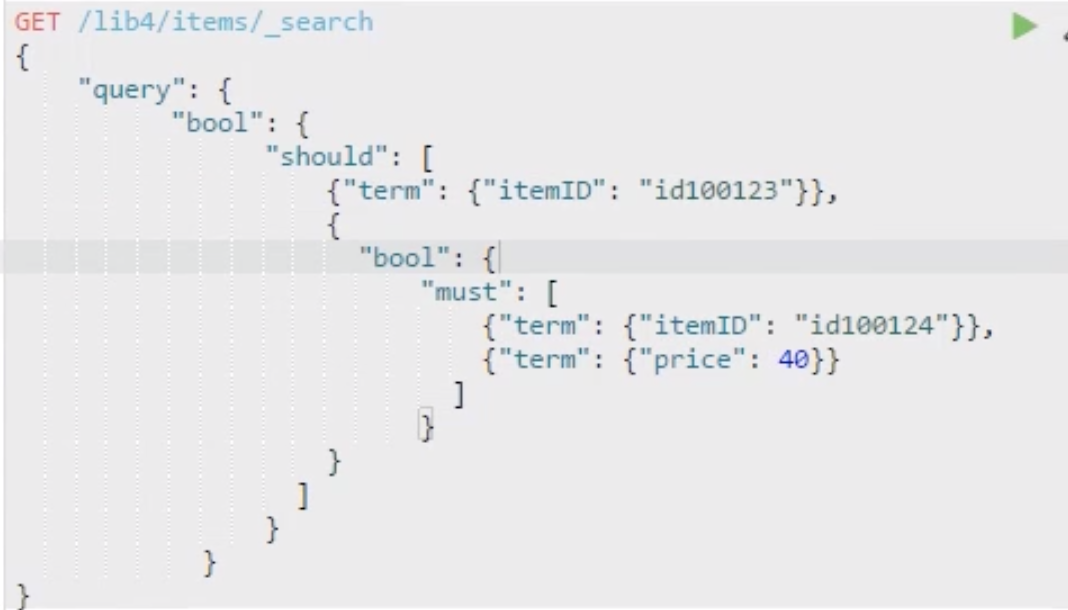 GET /lib4/items/_search
{
    "query": {
          "bool": {
                "should": [
                    {"term": {"itemID": "id100123"}},
                    {
                      "bool": {
                          "must": [
                              {"term": {"itemID": "id100124"}},
                              {"term": {"price": 40}}
                            ]
                          }
                    }
                  ]
                }
            }
}